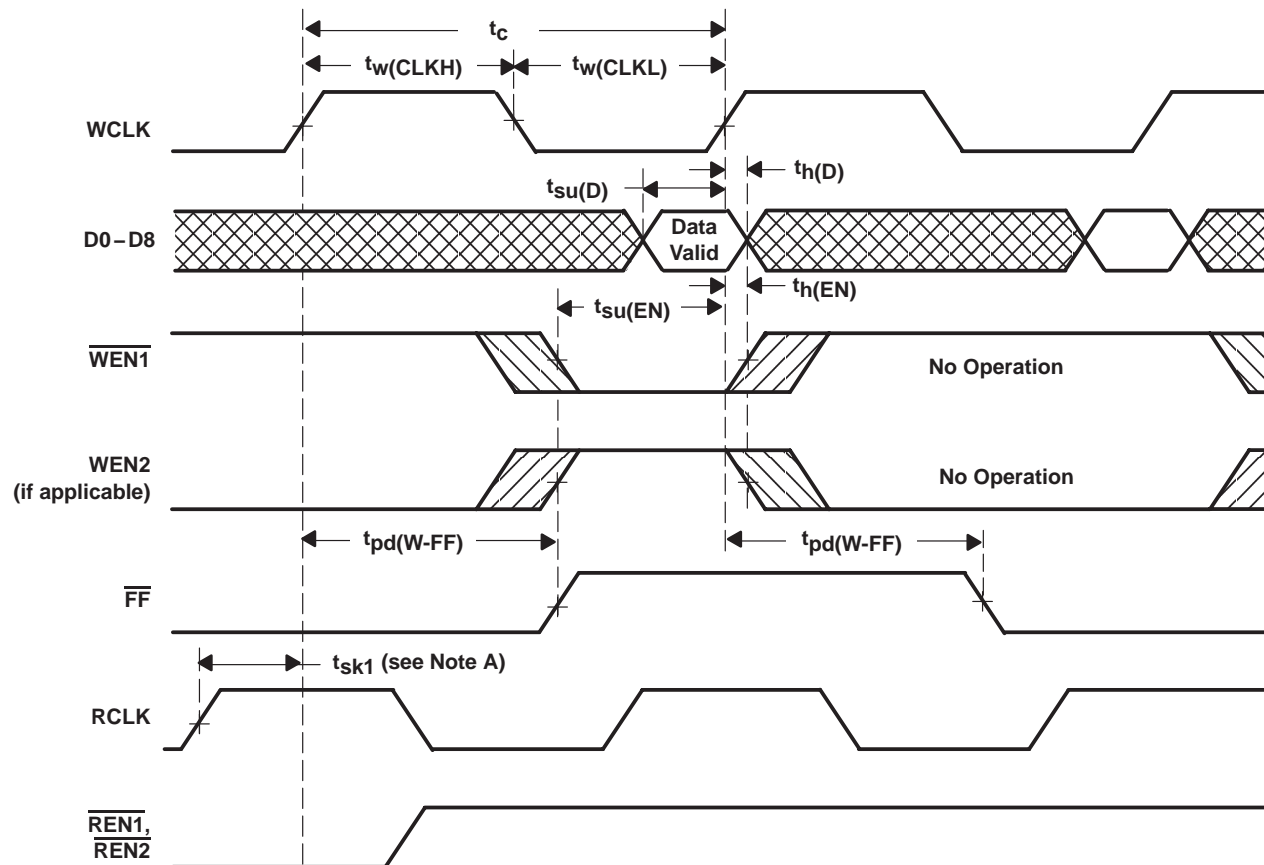 tc
tw(CLKH) tw(CLKL)
WCLK
tsu(D) th(D)
D0–D8 Data Valid
th(EN)
tsu(EN)
WEN1 No Operation
WEN2
(if applicable) No Operation
tpd(W-FF) tpd(W-FF)
FF
tsk1 (see Note A)
RCLK
REN1,
REN2